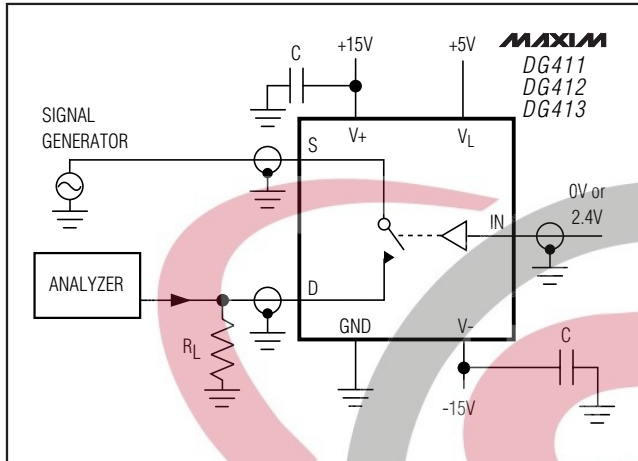 MAXIM
DG411
DG412
DG413
+15V
+5V
C
V+
VL
SIGNAL
GENERATOR
S
0V or
2.4V
IN
ANALYZER
D
RL
GND
V-
C
-15V